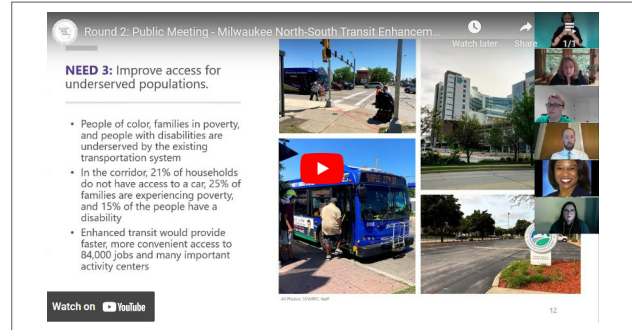 Round 2: Public Meeting - Milwaukee North-South Transit Enhancem...
Watch later
Share
1/1
NEED 3: Improve access for
underserved populations.
• People of color, families in poverty,
and people with disabilities are
underserved by the existing
transportation system
• In the corridor, 21% of households
do not have access to a car, 25% of
families are experiencing poverty,
and 15% of the people have a
disability
• Enhanced transit would provide
faster, more convenient access to
84,000 jobs and many important
activity centers
All Photos: SEWRPC Staff
12
Watch on YouTube